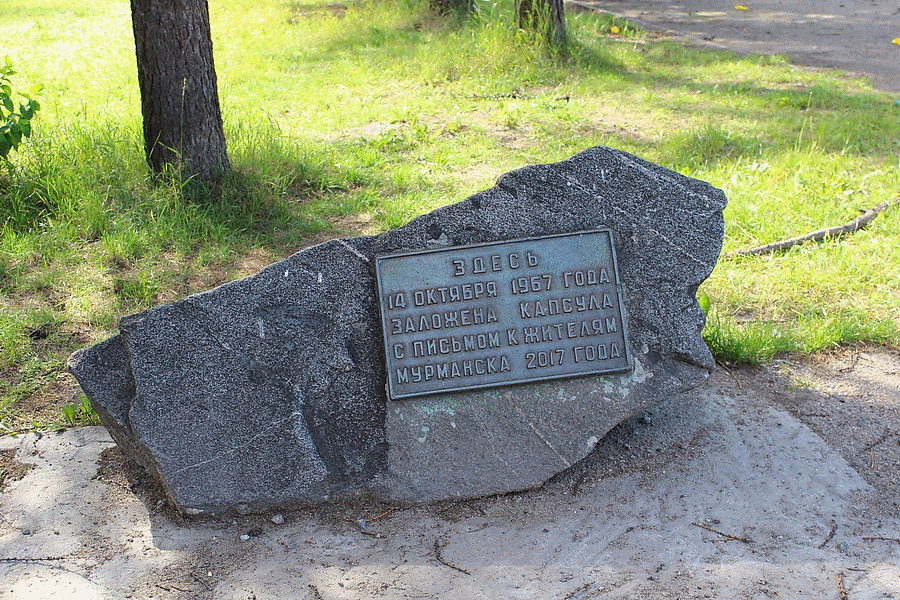 ЗДЕСЬ
14 ОКТЯБРЯ 1967 ГОДА
ЗАЛОЖЕНА КАПСУЛА
С ПИСЬМОМ К ЖИТЕЛЯМ
МУРМАНСКА 2017 ГОДА